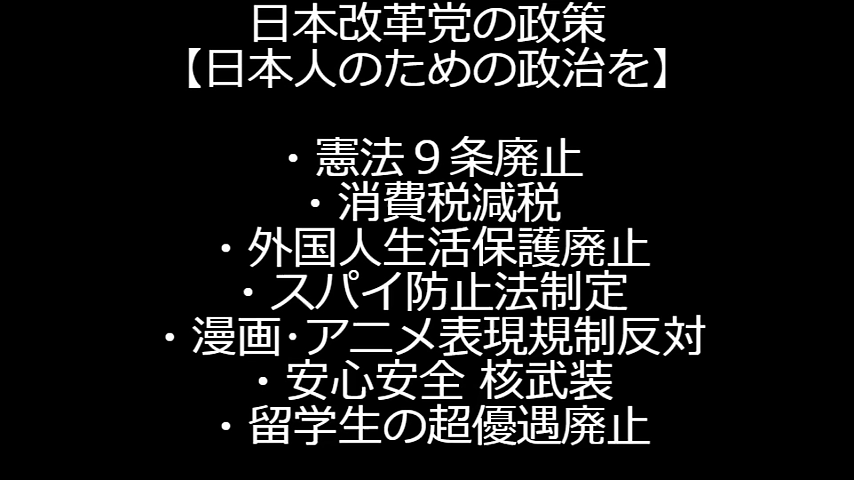 日本改革党の政策
【日本人のための政治を】
・憲法９条廃止
・消費税減税
・外国人生活保護廃止
・スパイ防止法制定
・漫画･アニメ表現規制反対
・安心安全 核武装
・留学生の超優遇廃止